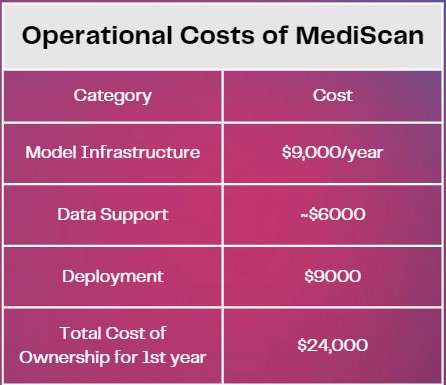 Operational Costs of MediScan
Category Cost
Model Infrastructure $9,000/year
Data Support ~$6000
Deployment $9000
Total Cost of
Ownership for 1st year $24,000